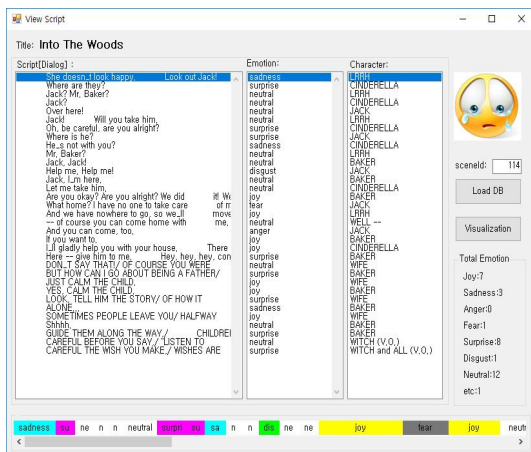 View Script
Title: Into The Woods
Script[Dialog] :
She doesn_t look happy, Look out Jack!
Where are they?
Jack? Mr, Baker?
Jack?
Over here!
Jack! Will you take him,
Oh, be careful, are you alright?
Where is he?
He_s not with you?
Mr, Baker?
Jack, Jack!
Help me, Help me!
Jack, I_m here,
Let me take him,
Are you okay? Are you alright? We did it! We
What home? I have no one to take care of m
And we have nowhere to go, so we_ll move
-- of course you can come home with me,
And you can come, too,
If you want to,
I_ll gladly help you with your house, There
Here -- give him to me, Hey, hey, hey, con
DON_T SAY THAT!/ OF COURSE YOU WERE
BUT HOW CAN I GO ABOUT BEING A FATHER/
JUST CALM THE CHILD,
YES, CALM THE CHILD,
LOOK, TELL HIM THE STORY/ OF HOW IT
ALONE,
SOMETIMES PEOPLE LEAVE YOU/ HALFWAY
Shhhh,
GUIDE THEM ALONG THE WAY,/ CHILDREI
CAREFUL BEFORE YOU SAY,/ "LISTEN TO
CAREFUL THE WISH YOU MAKE,/ WISHES ARE
Emotion:
sadness
surprise
neutral
neutral
neutral
neutral
surprise
surprise
sadness
neutral
neutral
disgust
neutral
neutral
joy
fear
joy
neutral
anger
joy
joy
surprise
neutral
surprise
joy
joy
surprise
sadness
joy
neutral
surprise
neutral
surprise
Character:
LRRH
CINDERELLA
LRRH
CINDERELLA
JACK
LRRH
CINDERELLA
JACK
CINDERELLA
LRRH
BAKER
JACK
BAKER
CINDERELLA
BAKER
JACK
LRRH
WELL --
JACK
BAKER
CINDERELLA
BAKER
WIFE
BAKER
WIFE
BAKER
WIFE
BAKER
WIFE
BAKER
BAKER
WITCH (V,O,)
WITCH and ALL (V,O,)
sceneId: 114
Load DB
Visualization
Total Emotion
Joy:7
Sadness:3
Anger:0
Fear:1
Surprise:8
Disgust:1
Neutral:12
etc:1
sadness su ne n n neutral surpri su sa n n dis ne ne joy fear joy neutr